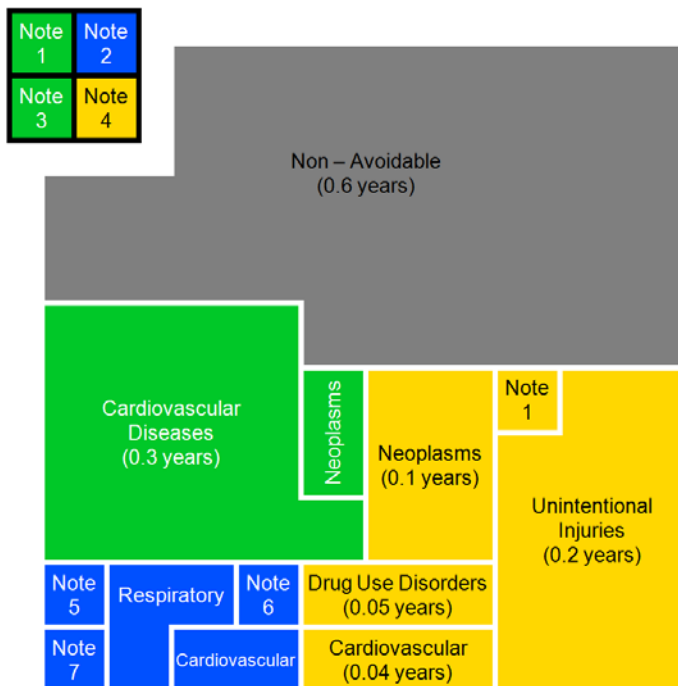 Note
1
Note
2
Note
3
Note
4
Non – Avoidable
(0.6 years)
Cardiovascular
Diseases
(0.3 years)
Neoplasms
Neoplasms
(0.1 years)
Note
1
Unintentional
Injuries
(0.2 years)
Note
5
Respiratory
Note
6
Drug Use Disorders
(0.05 years)
Note
7
Cardiovascular
Cardiovascular
(0.04 years)